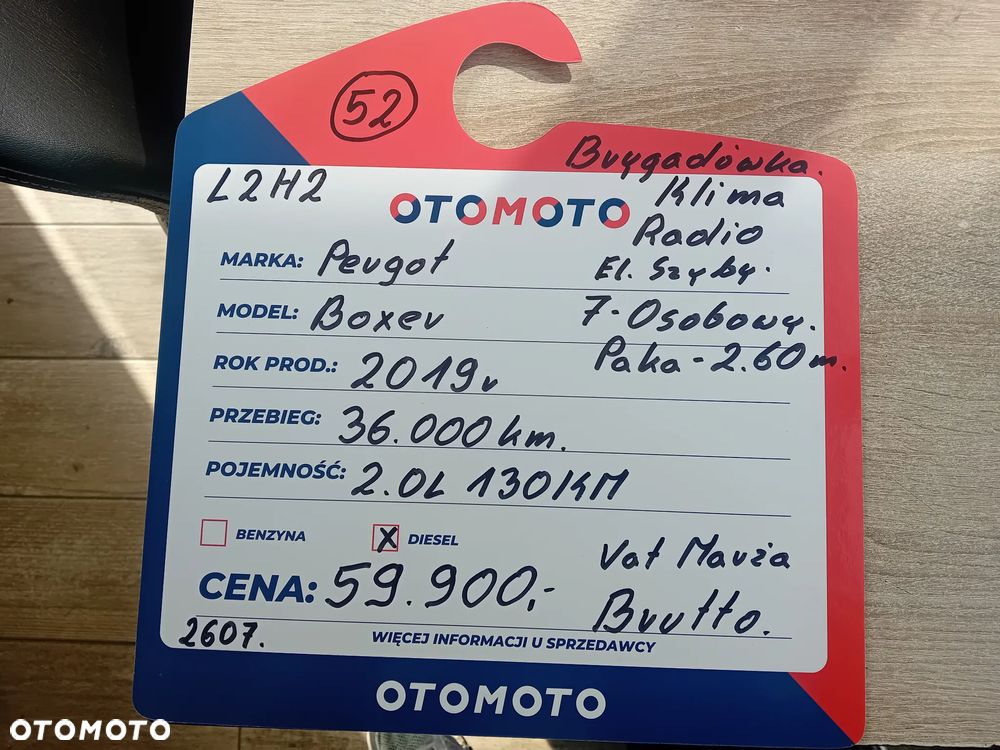 52
Brygadówka.
L2H2
OTOMOTO
Klima
Radio
MARKA: Peugot
El. Szyby.
MODEL: Boxer
7-Osobowy.
ROK PROD.: 2019r
Paka - 2.60m.
PRZEBIEG: 36.000 km.
POJEMNOŚĆ: 2.0L 130KM
BENZYNA
X DIESEL
Vat Marża
CENA: 59.900,-
Brutto.
2607.
WIĘCEJ INFORMACJI U SPRZEDAWCY
OTOMOTO
OTOMOTO